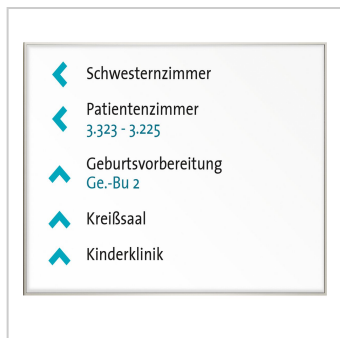 Schwesternzimmer
Patientenzimmer
3.323 - 3.225
Geburtsvorbereitung
Ge.-Bu 2
Kreißsaal
Kinderklinik